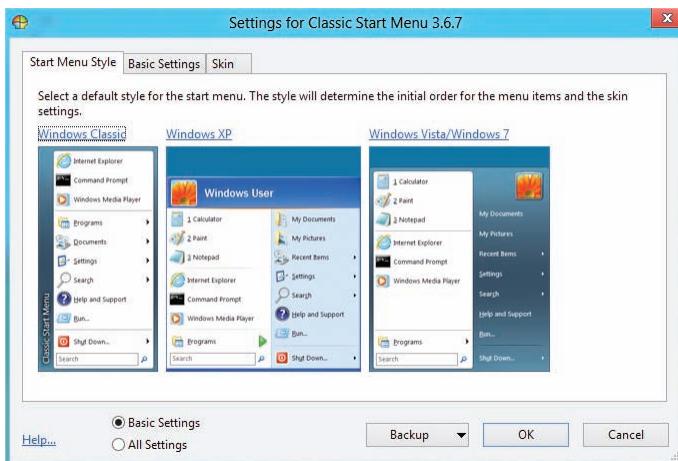 Settings for Classic Start Menu 3.6.7
X
Start Menu Style Basic Settings Skin
Select a default style for the start menu. The style will determine the initial order for the menu items and the skin
settings.
Windows Classic
Internet Explorer
Command Prompt
Windows Media Player
Programs
Documents
Settings
Search
Help and Support
Run...
Shut Down...
Search
Classic Start Menu
Windows XP
Windows User
1 Calculator
2 Paint
3 Notepad
Internet Explorer
Command Prompt
Windows Media Player
Programs
Search
My Documents
My Pictures
Recent Items
Settings
Search
Help and Support
Run...
Shut Down...
Windows Vista/Windows 7
1 Calculator
2 Paint
3 Notepad
Internet Explorer
Command Prompt
Windows Media Player
Programs
Search
My Documents
My Pictures
Recent Items
Settings
Search
Help and Support
Run...
Shut Down...
Help...
Basic Settings
All Settings
Backup
OK
Cancel